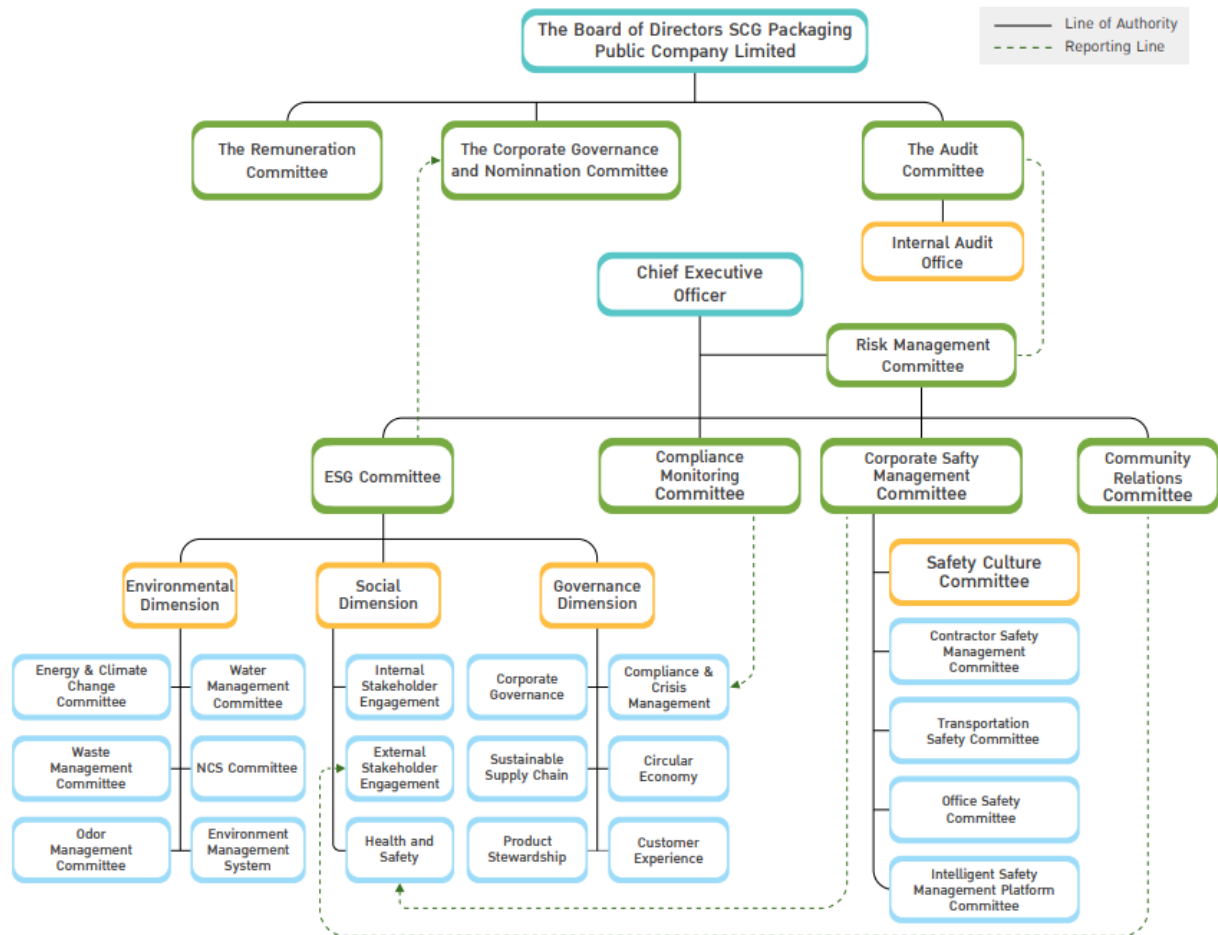 The Board of Directors SCG Packaging
Public Company Limited
Line of Authority
Reporting Line
The Remuneration
Committee
The Corporate Governance
and Nominnation Committee
The Audit
Committee
Internal Audit
Office
Chief Executive
Officer
Risk Management
Committee
ESG Committee
Compliance
Monitoring
Committee
Corporate Safty
Management
Committee
Community
Relations
Committee
Environmental
Dimension
Social
Dimension
Governance
Dimension
Safety Culture
Committee
Energy & Climate
Change
Committee
Water
Management
Committee
Internal
Stakeholder
Engagement
Corporate
Governance
Compliance &
Crisis
Management
Contractor Safety
Management
Committee
Waste
Management
Committee
NCS Committee
External
Stakeholder
Engagement
Sustainable
Supply Chain
Circular
Economy
Transportation
Safety Committee
Odor
Management
Committee
Environment
Management
System
Health and
Safety
Product
Stewardship
Customer
Experience
Office Safety
Committee
Intelligent Safety
Management Platform
Committee